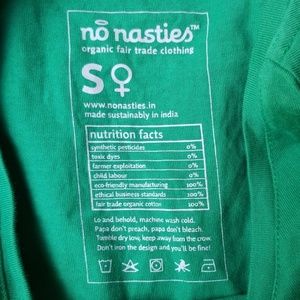 no nasties™
organic fair trade clothing
S♀
www.nonasties.in
made sustainably in india
nutrition facts
synthetic pesticides 0%
toxic dyes 0%
farmer exploitation 0%
child labour 0%
eco-friendly manufacturing 100%
ethical business standards 100%
fair trade organic cotton 100%
Lo and behold, machine wash cold.
Papa don't preach, papa don't bleach.
Tumble dry low, keep away from the crow.
Don't iron the design and you'll be fine!